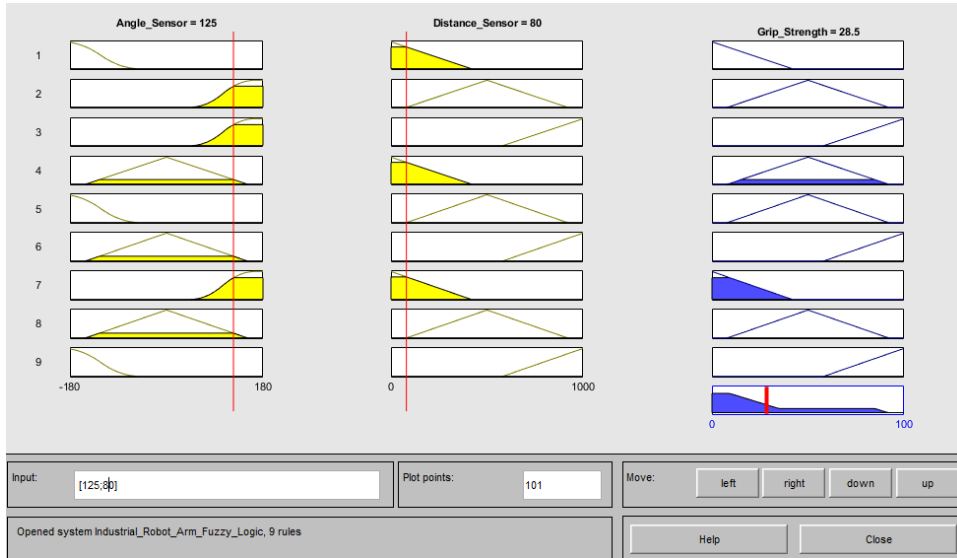 Angle_Sensor = 125
Distance_Sensor = 80
Grip_Strength = 28.5
1
2
3
4
5
6
7
8
9
-180 180
0 1000
0 100
Input: [125;80]
Plot points: 101
Move: left right down up
Opened system Industrial_Robot_Arm_Fuzzy_Logic, 9 rules
Help Close